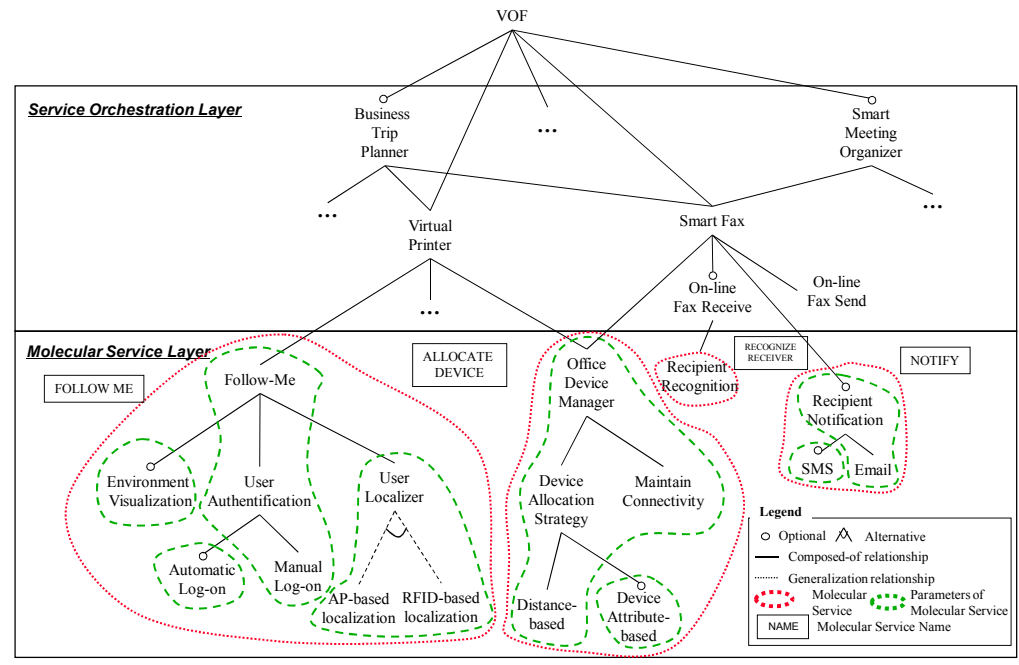 VOF
Service Orchestration Layer
Business
Trip
Planner
...
Smart
Meeting
Organizer
...
Virtual
Printer
Smart Fax
...
On-line
Fax Receive
On-line
Fax Send
...
Molecular Service Layer
FOLLOW ME
Follow-Me
ALLOCATE
DEVICE
Office
Device
Manager
Recipient
Recognition
RECOGNIZE
RECEIVER
NOTIFY
Recipient
Notification
SMS
Email
Environment
Visualization
User
Authentification
User
Localizer
Device
Allocation
Strategy
Maintain
Connectivity
Automatic
Log-on
Manual
Log-on
AP-based
localization
RFID-based
localization
Distance-
based
Device
Attribute-
based
Legend
Optional
Alternative
Composed-of relationship
Generalization relationship
Molecular
Service
Parameters of
Molecular Service
NAME
Molecular Service Name